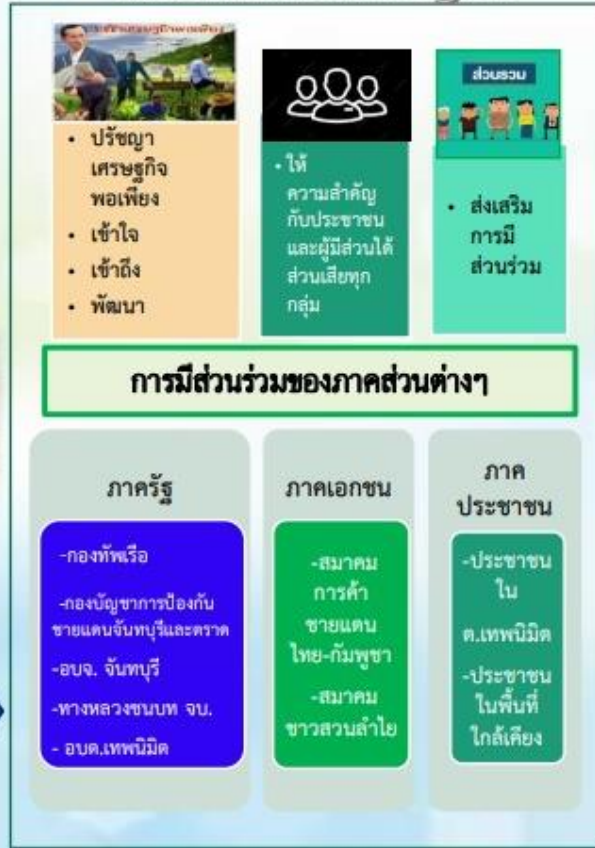 ส่วนรวม
• ปรัชญา
เศรษฐกิจ
พอเพียง
• เข้าใจ
• เข้าถึง
• พัฒนา
• ให้
ความสำคัญ
กับประชาชน
และผู้มีส่วนได้
ส่วนเสียทุก
กลุ่ม
• ส่งเสริม
การมี
ส่วนร่วม
การมีส่วนร่วมของภาคส่วนต่างๆ
ภาครัฐ
-กองทัพเรือ
-กองบัญชาการป้องกัน
ชายแดนจันทบุรีและตราด
-อบจ. จันทบุรี
-ทางหลวงชนบท จบ.
- อบต.เทพนิมิต
ภาคเอกชน
-สมาคม
การค้า
ชายแดน
ไทย-กัมพูชา
-สมาคม
ชาวสวนลำไย
ภาค
ประชาชน
-ประชาชน
ใน
ต.เทพนิมิต
-ประชาชน
ในพื้นที่
ใกล้เคียง